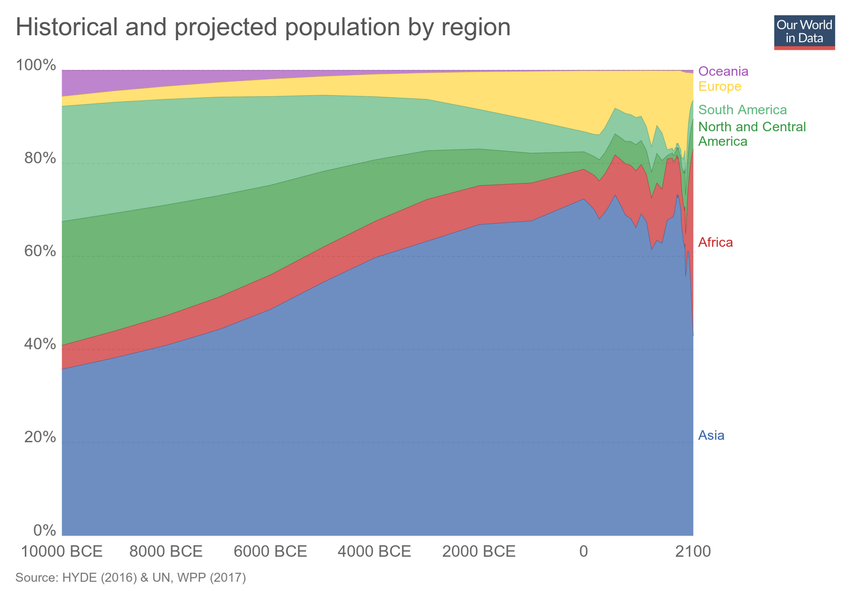 Historical and projected population by region
Our World
in Data
100%
80%
60%
40%
20%
0%
Oceania
Europe
South America
North and Central
America
Africa
Asia
10000 BCE 8000 BCE 6000 BCE 4000 BCE 2000 BCE 0 2100
Source: HYDE (2016) & UN, WPP (2017)